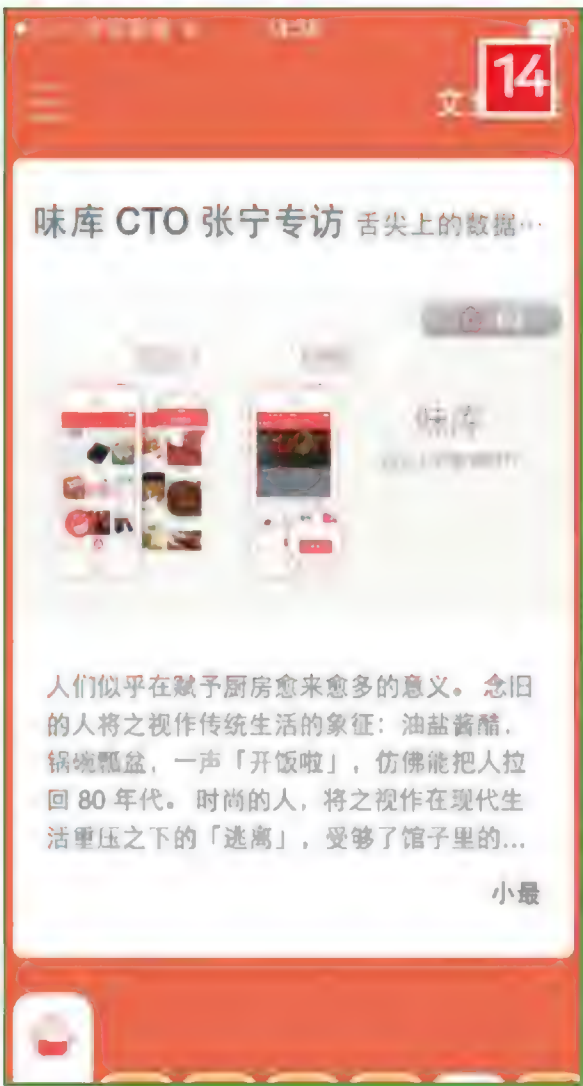 14
文
味库 CTO 张宁专访 舌尖上的数据…
味库
人们似乎在赋予厨房愈来愈多的意义。 念旧
的人将之视作传统生活的象征：油盐酱醋，
锅碗瓢盆，一声「开饭啦」，仿佛能把人拉
回 80 年代。 时尚的人，将之视作在现代生
活重压之下的「逃离」，受够了馆子里的...
小最